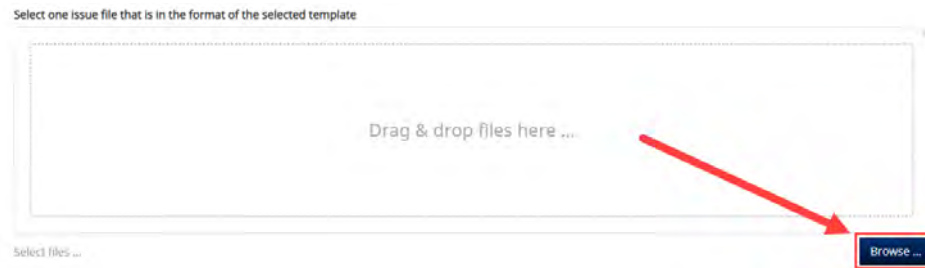 Select one issue file that is in the format of the selected template
Drag & drop files here ...
Select files ...
Browse ...